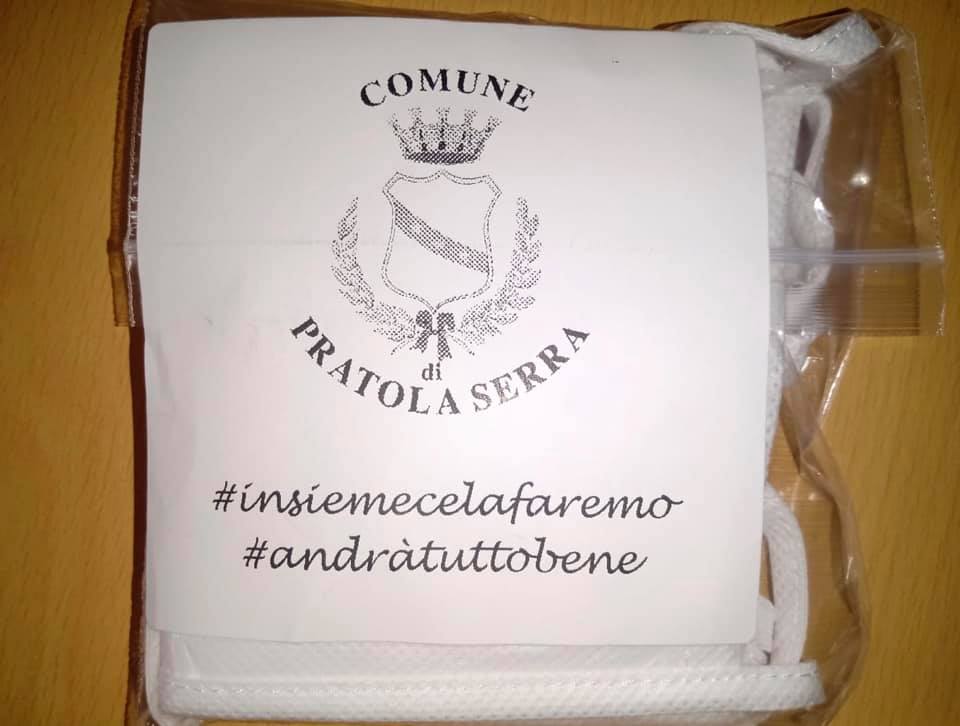 COMUNE
di
PRATOLA SERRA
#insiemecelafaremo
#andràtuttobene